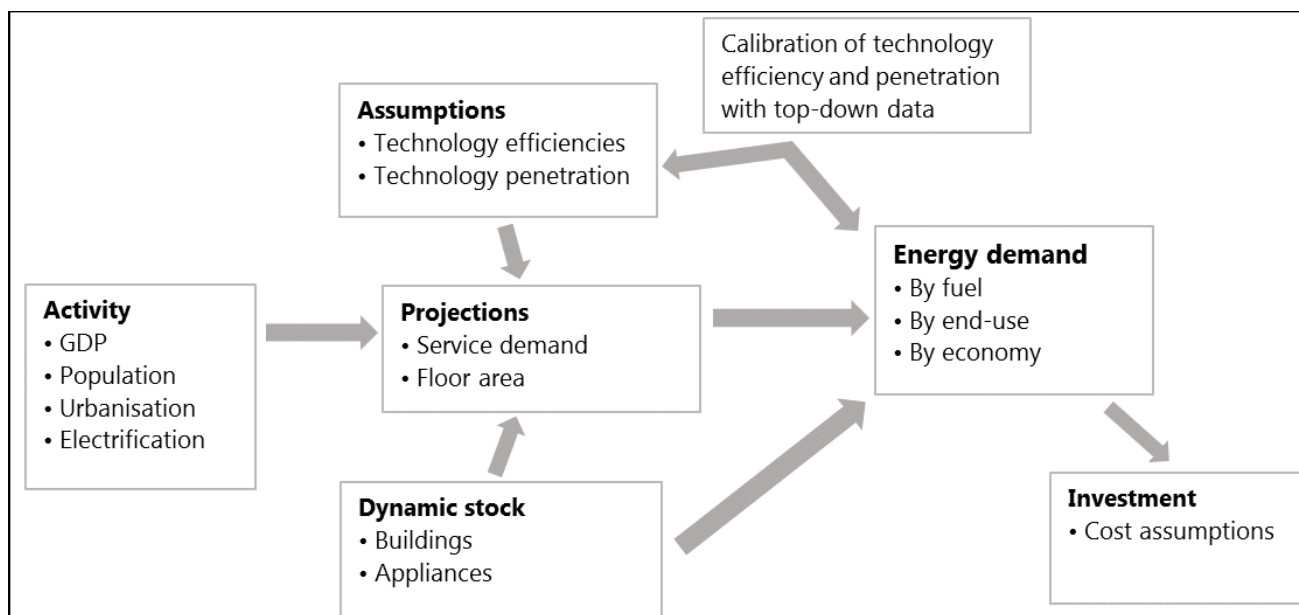 Calibration of technology
efficiency and penetration
with top-down data
Assumptions
• Technology efficiencies
• Technology penetration
Activity
• GDP
• Population
• Urbanisation
• Electrification
Projections
• Service demand
• Floor area
Energy demand
• By fuel
• By end-use
• By economy
Dynamic stock
• Buildings
• Appliances
Investment
• Cost assumptions